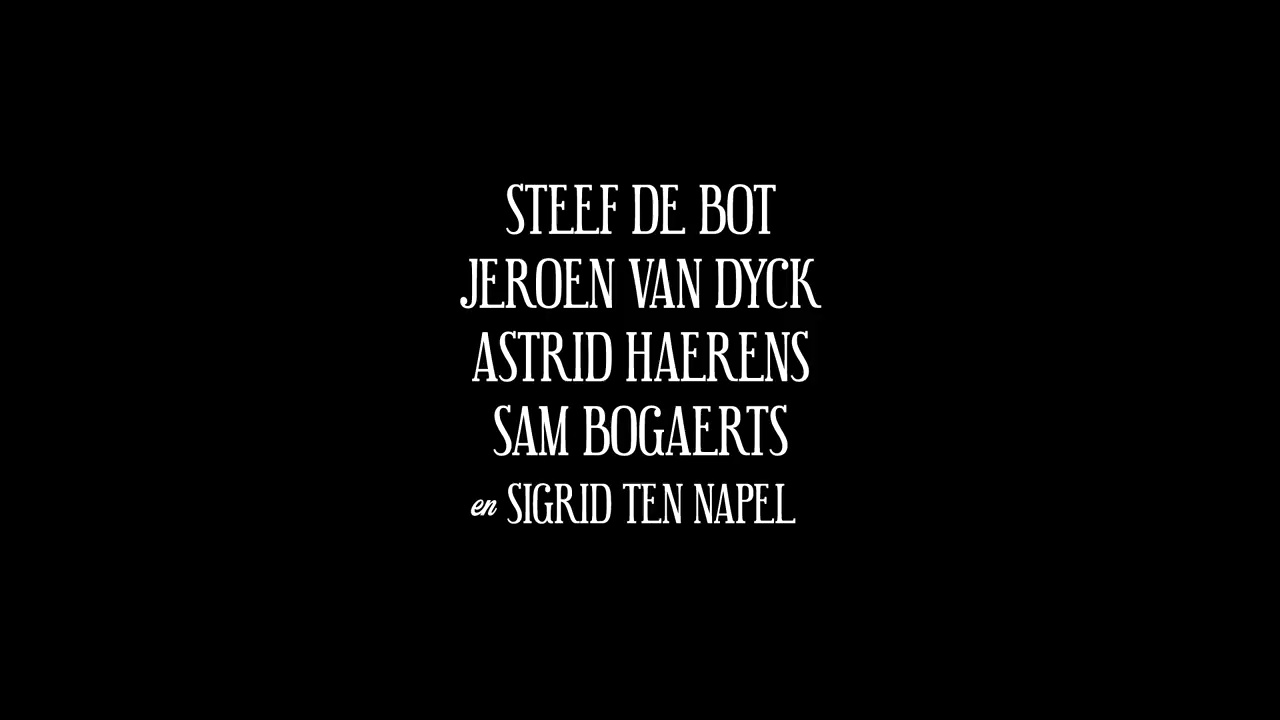 STEEF DE BOT
JEROEN VAN DYCK
ASTRID HAERENS
SAM BOGAERTS
en SIGRID TEN NAPEL